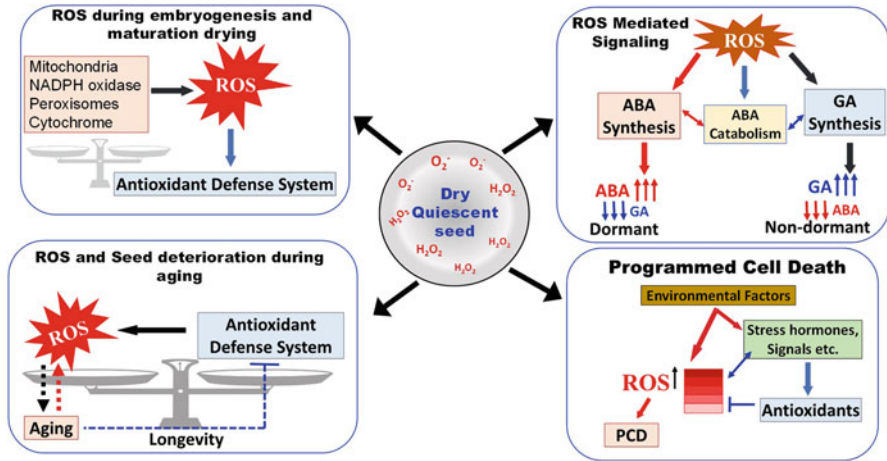 ROS during embryogenesis and
maturation drying
Mitochondria
NADPH oxidase
Peroxisomes
Cytochrome
ROS
Antioxidant Defense System
ROS Mediated
Signaling
ROS
ABA
Synthesis
ABA
Catabolism
GA
Synthesis
ABA
GA
Dormant
GA
ABA
Non-dormant
O₂⁻
O₂⁻
O₂⁻
H₂O₂
H₂O₂
H₂O₂
H₂O₂
H₂O₂
Dry
Quiescent
seed
ROS and Seed deterioration during
aging
ROS
Antioxidant
Defense System
Aging
Longevity
Programmed Cell Death
Environmental Factors
Stress hormones,
Signals etc.
ROS
Antioxidants
PCD